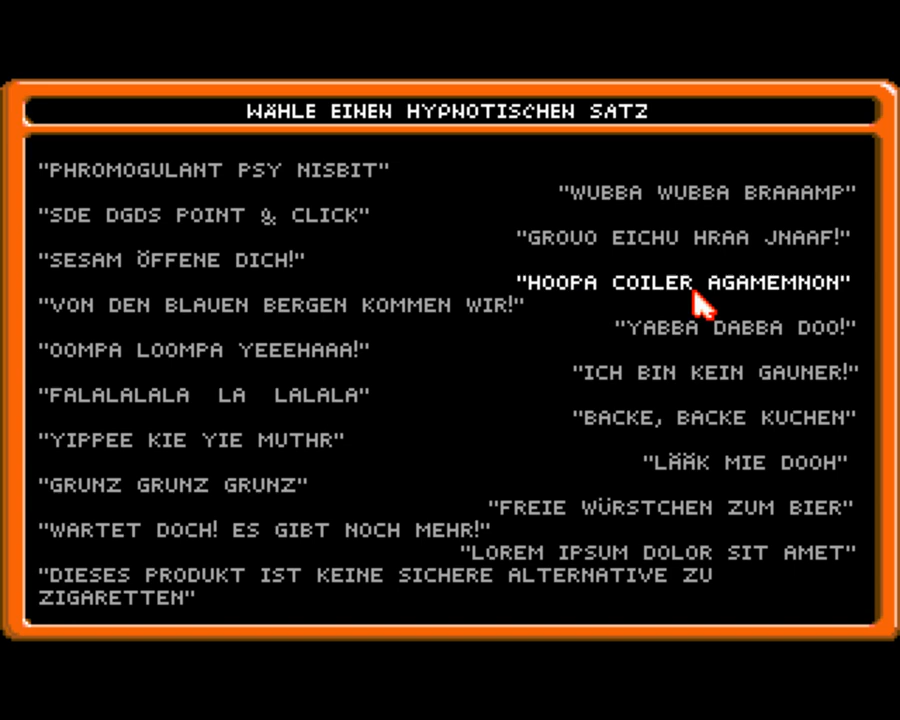 WÄHLE EINEN HYPNOTISCHEN SATZ
"PHROMOGULANT PSY NISBIT"
"WUBBA WUBBA BRAAAMP"
"SDE DGDS POINT & CLICK"
"GROUO EICHU HRAA JNAAF!"
"SESAM ÖFFENE DICH!"
"HOOPA COILER AGAMEMNON"
"VON DEN BLAUEN BERGEN KOMMEN WIR!"
"YABBA DABBA DOO!"
"OOMPA LOOMPA YEEEHAAA!"
"ICH BIN KEIN GAUNER!"
"FALALALALA LA LALALA"
"BACKE, BACKE KUCHEN"
"YIPPEE KIE YIE MUTHR"
"LÄÄK MIE DOOH"
"GRUNZ GRUNZ GRUNZ"
"FREIE WÜRSTCHEN ZUM BIER"
"WARTET DOCH! ES GIBT NOCH MEHR!"
"LOREM IPSUM DOLOR SIT AMET"
"DIESES PRODUKT IST KEINE SICHERE ALTERNATIVE ZU
ZIGARETTEN"